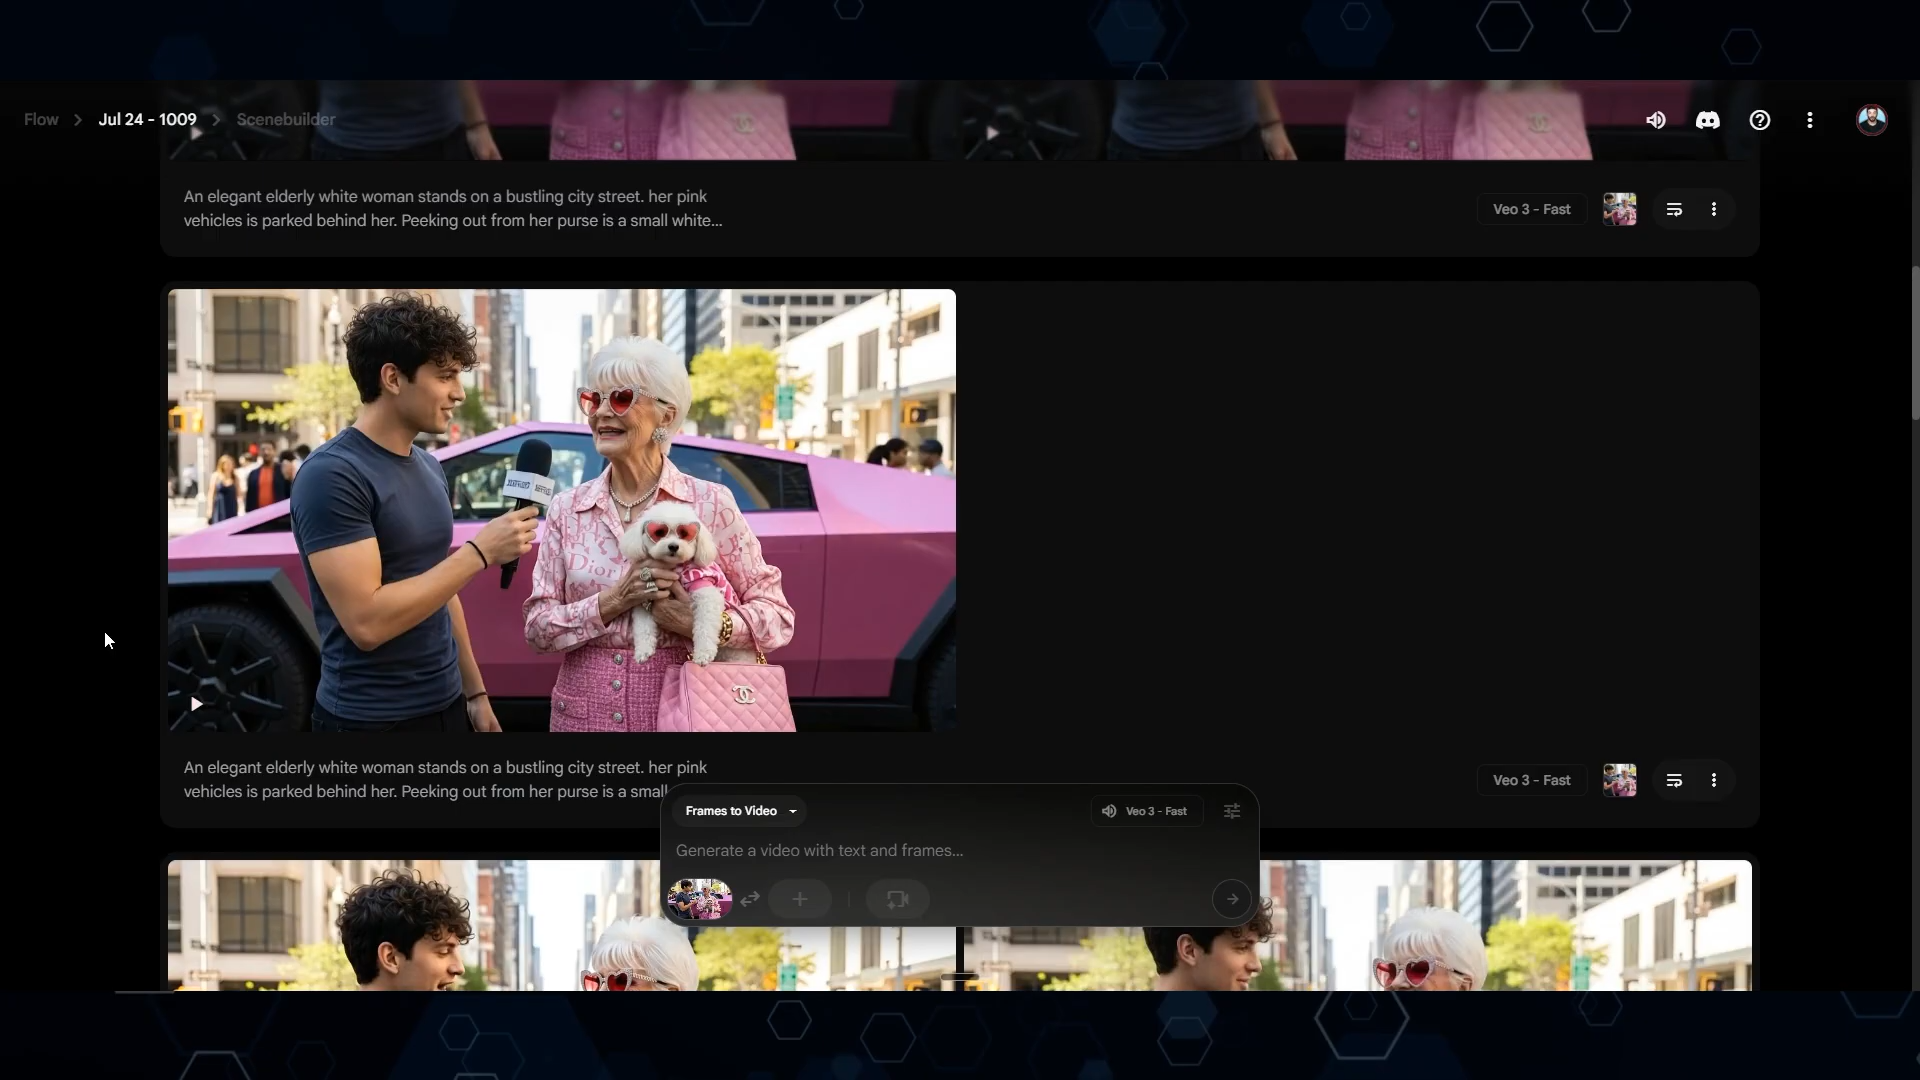 Flow
Jul 24 - 1009
Scenebuilder
An elegant elderly white woman stands on a bustling city street. her pink
vehicles is parked behind her. Peeking out from her purse is a small white...
Veo 3 - Fast
Dior
An elegant elderly white woman stands on a bustling city street. her pink
vehicles is parked behind her. Peeking out from her purse is a small
Veo 3 - Fast
Frames to Video
Veo 3 - Fast
Generate a video with text and frames...